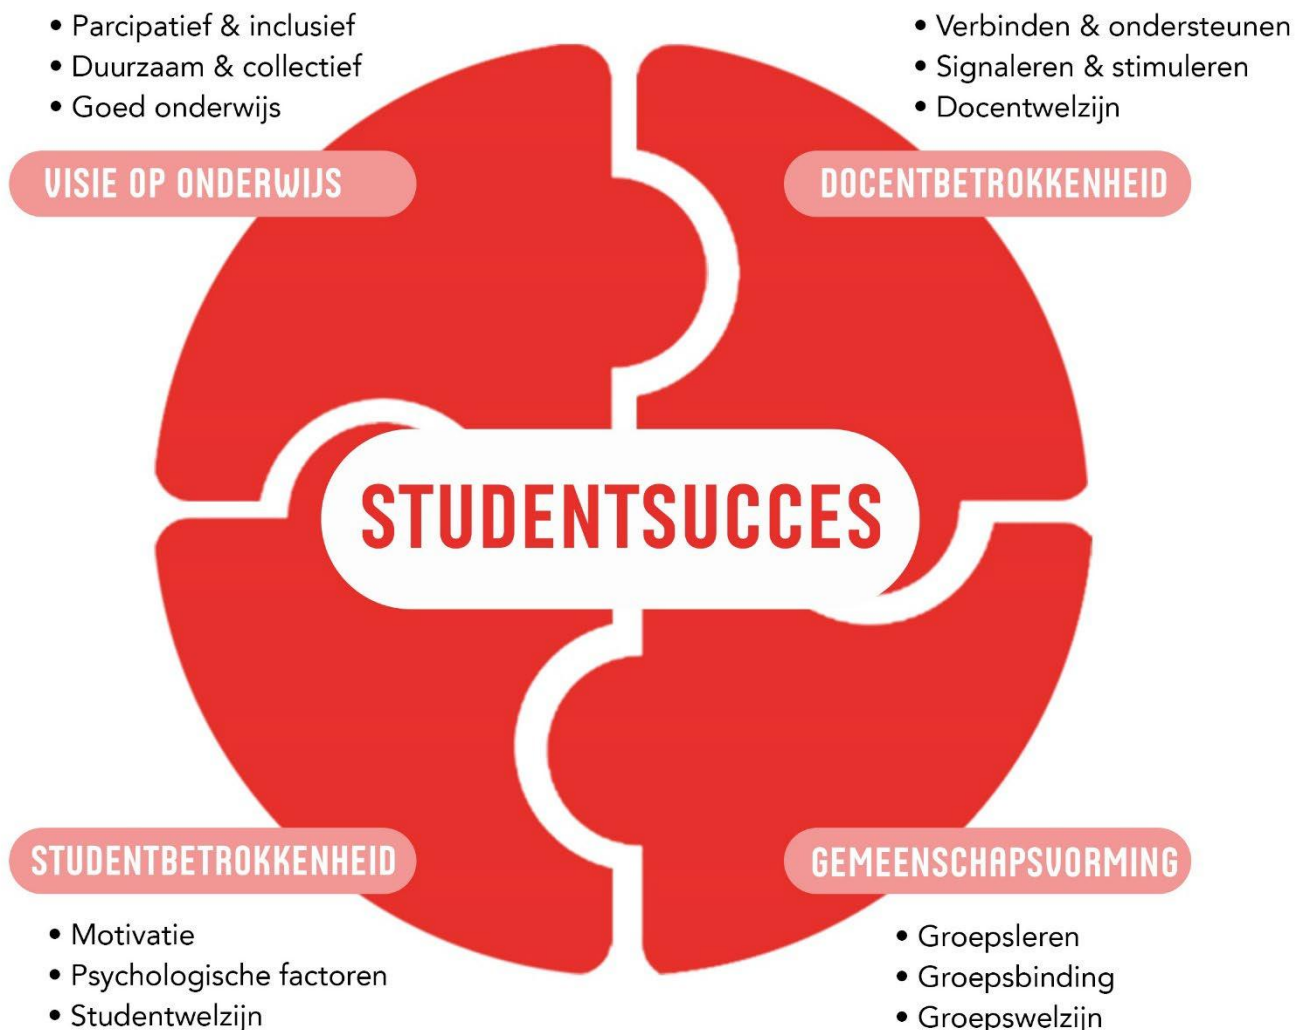 • Parcipatief & inclusief
• Duurzaam & collectief
• Goed onderwijs
VISIE OP ONDERWIJS
• Verbinden & ondersteunen
• Signaleren & stimuleren
• Docentwelzijn
DOCENTBETROKKENHEID
STUDENTSUCCES
STUDENTBETROKKENHEID
• Motivatie
• Psychologische factoren
• Studentwelzijn
GEMEENSCHAPSVORMING
• Groepsleren
• Groepsbinding
• Groepswelzijn